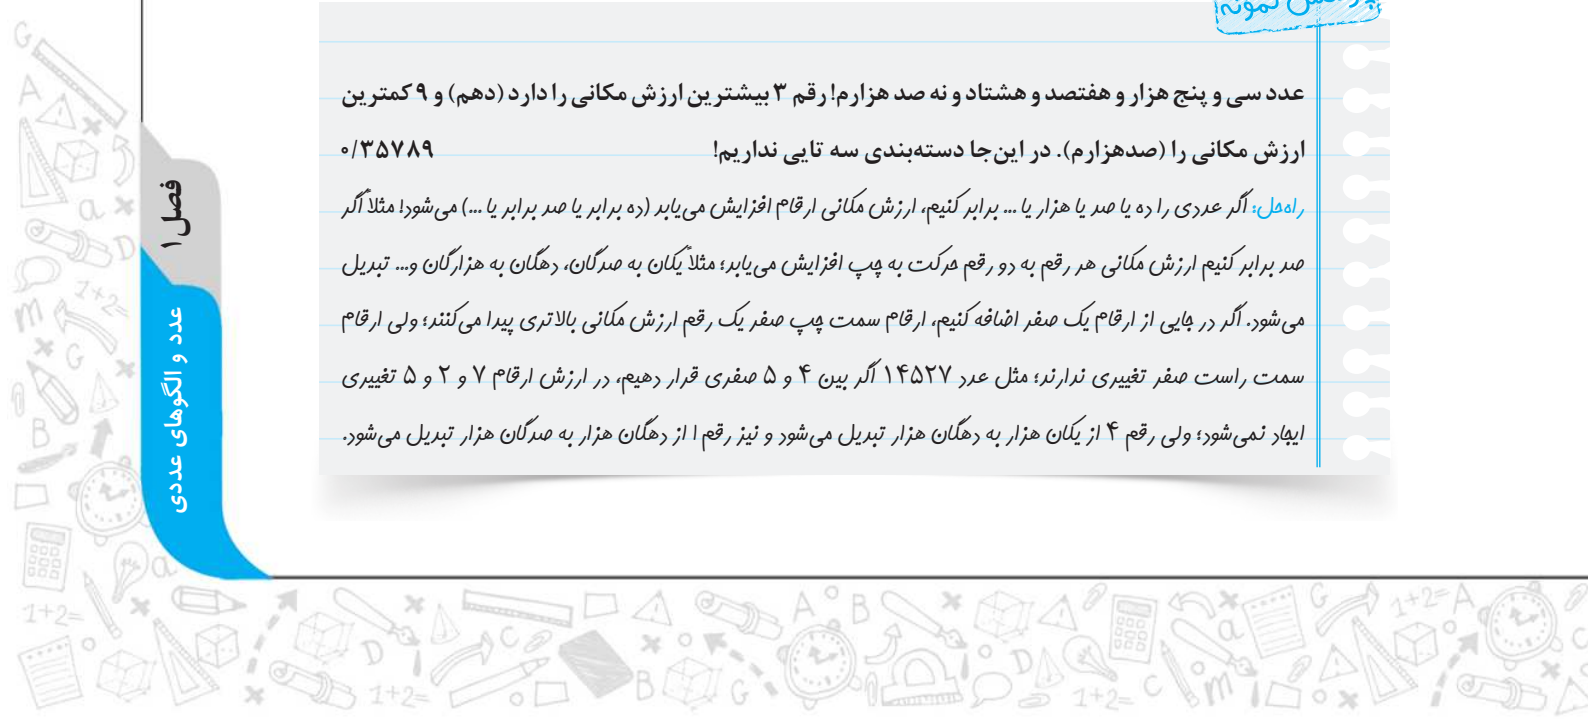 نمونه
عدد سی و پنج هزار و هفتصد و هشتاد و نه صد هزارم! رقم ۳ بیشترین ارزش مکانی را دارد (دهم) و ۹ کمترین
ارزش مکانی را (صدهزارم). در این‌جا دسته‌بندی سه تایی نداریم! ۰/۳۵۷۸۹
راه‌حل: اگر عددی را ده یا صد یا هزار یا ... برابر کنیم، ارزش مکانی ارقام افزایش می‌یابد (ده برابر یا صد برابر یا ...) می‌شود! مثلاً اگر
صد برابر کنیم ارزش مکانی هر رقم به دو رقم حرکت به چپ افزایش می‌یابد؛ مثلاً یکان به صدگان، دهگان به هزارگان و... تبدیل
می‌شود. اگر در جایی از ارقام یک صفر اضافه کنیم، ارقام سمت چپ صفر یک رقم ارزش مکانی بالاتری پیدا می‌کنند؛ ولی ارقام
سمت راست صفر تغییری ندارند؛ مثل عدد ۱۴۵۲۷ اگر بین ۴ و ۵ صفری قرار دهیم، در ارزش ارقام ۷ و ۲ و ۵ تغییری
ایجاد نمی‌شود؛ ولی رقم ۴ از یکان هزار به دهگان هزار تبدیل می‌شود و نیز رقم ۱ از دهگان هزار به صدگان هزار تبدیل می‌شود.
فصل ۱
عدد و الگوهای عددی